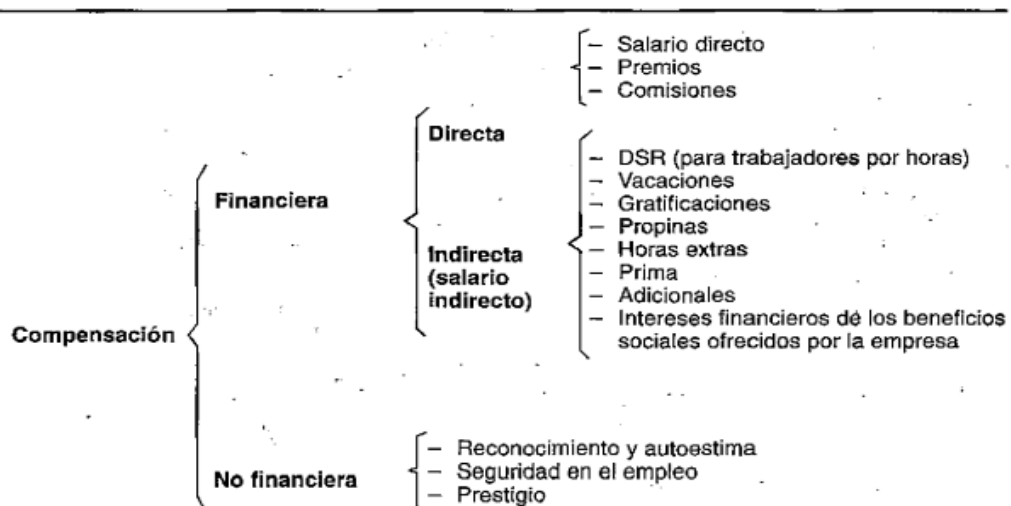 Compensación
Financiera
Directa
– Salario directo
– Premios
– Comisiones
Indirecta
(salario
indirecto)
– DSR (para trabajadores por horas)
– Vacaciones
– Gratificaciones
– Propinas
– Horas extras
– Prima
– Adicionales
– Intereses financieros de los beneficios
sociales ofrecidos por la empresa
No financiera
– Reconocimiento y autoestima
– Seguridad en el empleo
– Prestigio